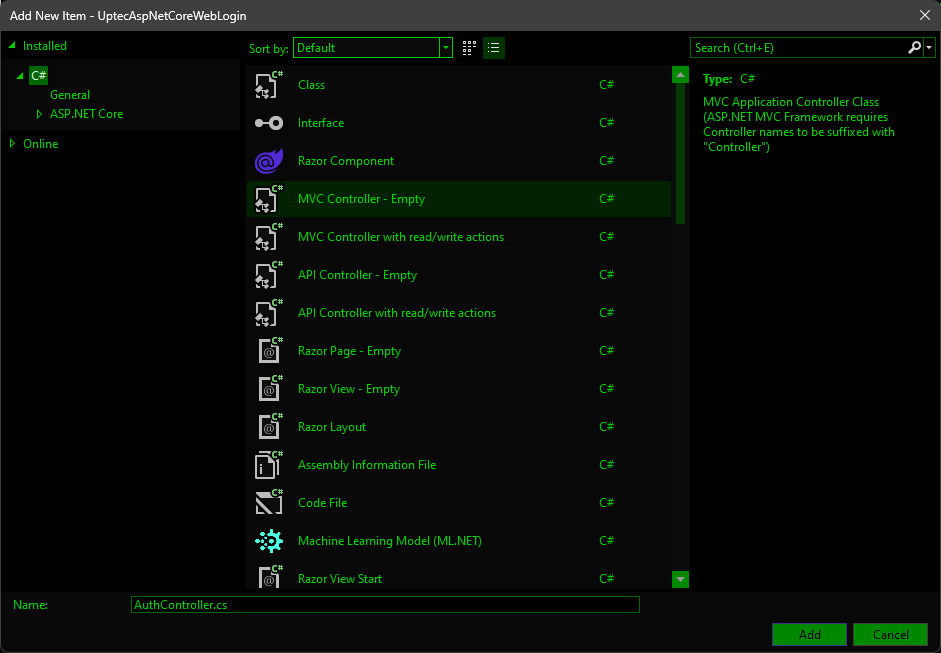 Add New Item - UptecAspNetCoreWebLogin
Installed
Sort by: Default
Search (Ctrl+E)
C#
General
ASP.NET Core
Online
C# Class C#
Interface C#
Razor Component C#
C# MVC Controller - Empty C#
C# MVC Controller with read/write actions C#
C# API Controller - Empty C#
C# API Controller with read/write actions C#
C# @ Razor Page - Empty C#
C# @ Razor View - Empty C#
C# @ Razor Layout C#
C# Assembly Information File C#
C# Code File C#
Machine Learning Model (ML.NET) C#
C# @ Razor View Start C#
Type: C#
MVC Application Controller Class
(ASP.NET MVC Framework requires
Controller names to be suffixed with
"Controller")
Name: AuthController.cs
Add Cancel